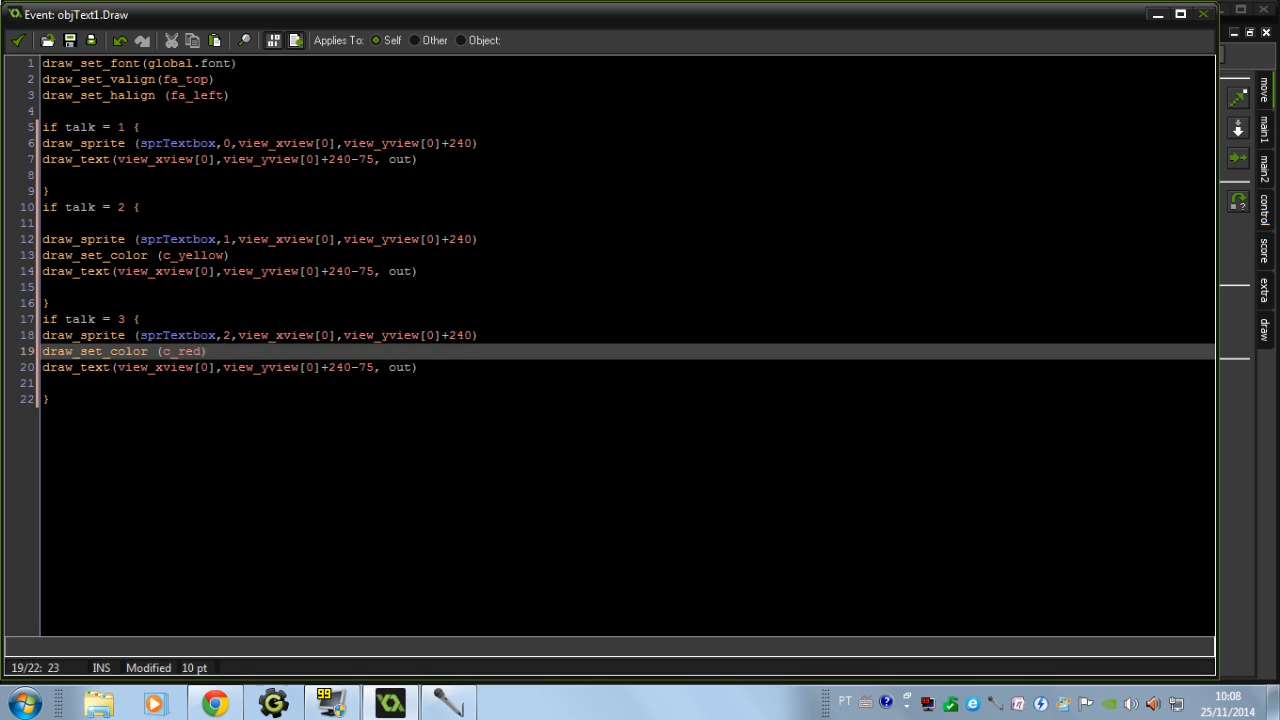 Event: objText1.Draw
Applies To: Self Other Object:
1 draw_set_font(global.font)
2 draw_set_valign(fa_top)
3 draw_set_halign (fa_left)
4
5 if talk = 1 {
6 draw_sprite (sprTextbox,0,view_xview[0],view_yview[0]+240)
7 draw_text(view_xview[0],view_yview[0]+240-75, out)
8
9 }
10 if talk = 2 {
11
12 draw_sprite (sprTextbox,1,view_xview[0],view_yview[0]+240)
13 draw_set_color (c_yellow)
14 draw_text(view_xview[0],view_yview[0]+240-75, out)
15
16 }
17 if talk = 3 {
18 draw_sprite (sprTextbox,2,view_xview[0],view_yview[0]+240)
19 draw_set_color (c_red)
20 draw_text(view_xview[0],view_yview[0]+240-75, out)
21
22 }
move
main1
main2
control
score
extra
draw
19/22: 23 INS Modified 10 pt
99
PT
10:08
25/11/2014